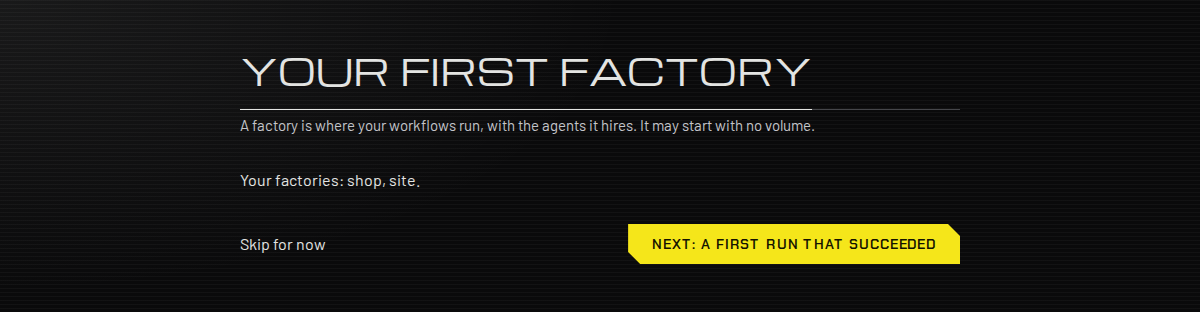 YOUR FIRST FACTORY
A factory is where your workflows run, with the agents it hires. It may start with no volume.
Your factories: shop, site.
Skip for now
NEXT: A FIRST RUN THAT SUCCEEDED